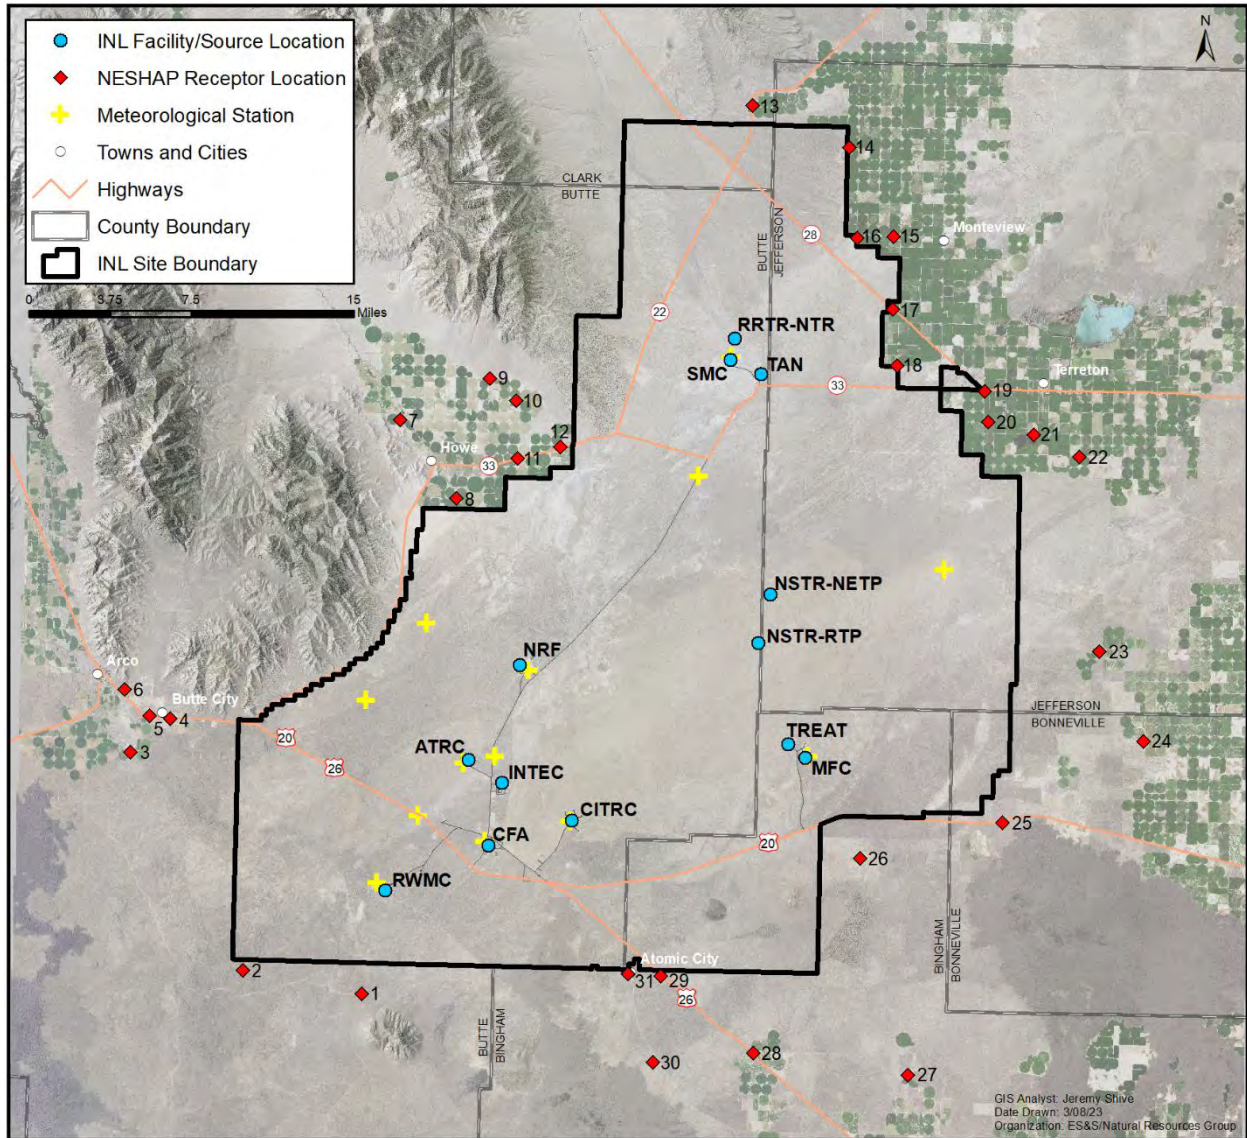 N
INL Facility/Source Location
NESHAP Receptor Location
Meteorological Station
Towns and Cities
Highways
County Boundary
INL Site Boundary
0 3.75 7.5 15
Miles
13
14
CLARK
BUTTE
BUTTE
JEFFERSON
28
16
15
Monteview
22
17
RRTR-NTR
SMC
TAN
18
33
19
Terreton
9
10
7
20
21
12
Howe
33
11
22
8
NSTR-NETP
NSTR-RTP
NRF
23
Arco
6
Butte City
5
4
3
20
JEFFERSON
BONNEVILLE
24
TREAT
MFC
26
ATRC
INTEC
CITRC
CFA
20
25
26
RWMC
BINGHAM
BONNEVILLE
Atomic City
2
31
29
1
26
BUTTE
BINGHAM
28
30
27
GIS Analyst: Jeremy Shive
Date Drawn: 3/08/23
Organization: ES&S/Natural Resources Group